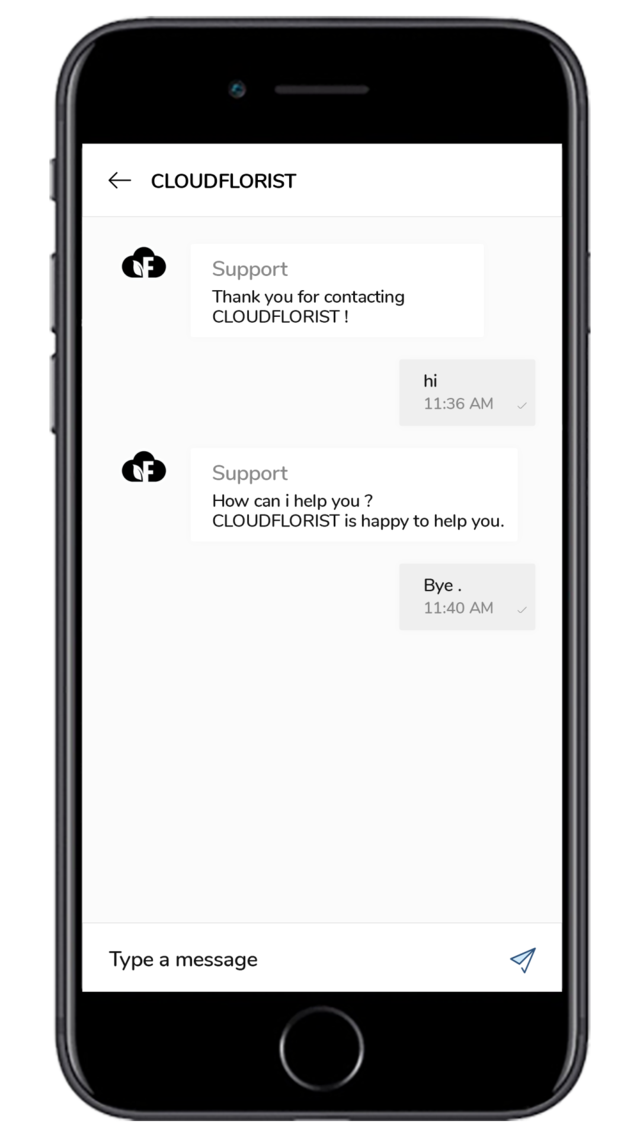 CLOUDFLORIST
F
Support
Thank you for contacting
CLOUDFLORIST !
hi
11:36 AM
F
Support
How can i help you ?
CLOUDFLORIST is happy to help you.
Bye .
11:40 AM
Type a message